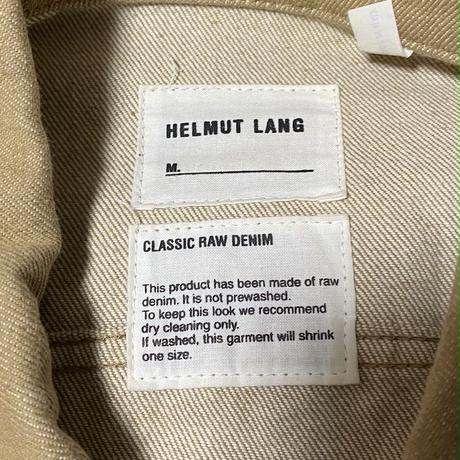 HELMUT LANG
M.
CLASSIC RAW DENIM
This product has been made of raw
denim. It is not prewashed.
To keep this look we recommend
dry cleaning only.
If washed, this garment will shrink
one size.